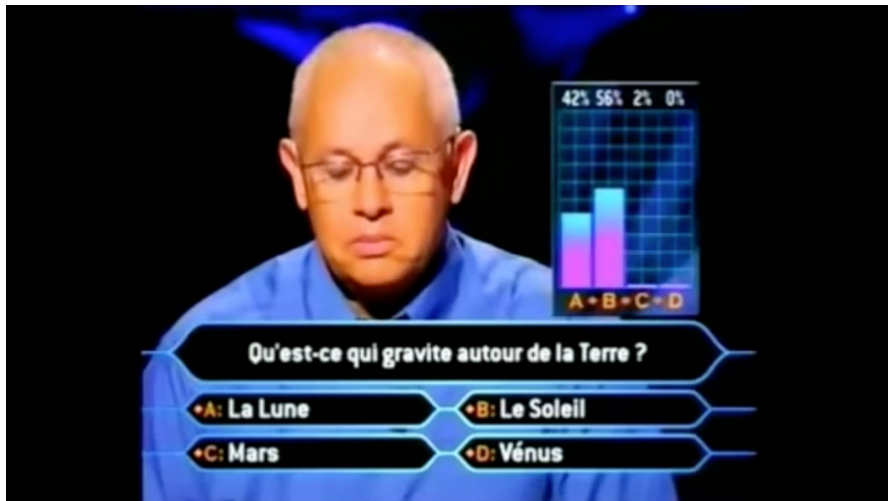 42% 56% 2% 0%
A B C D
Qu'est-ce qui gravite autour de la Terre ?
A: La Lune
B: Le Soleil
C: Mars
D: Vénus